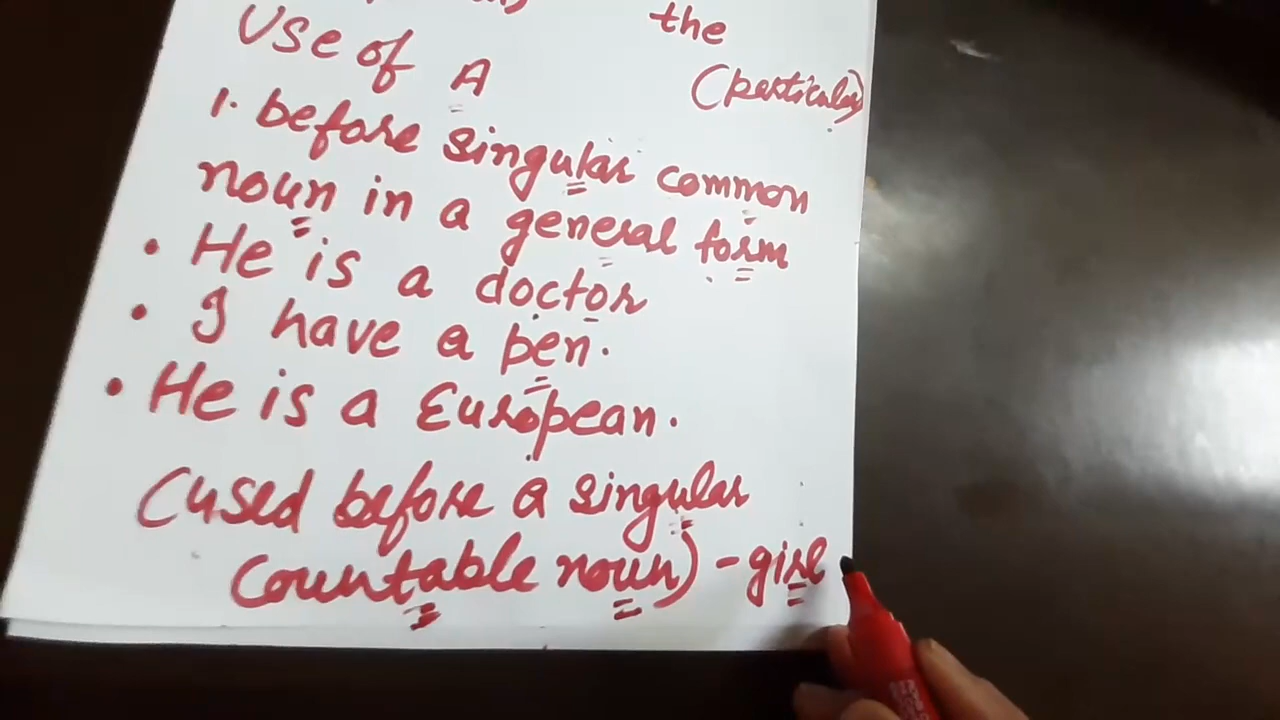 the
Use of A
(perticular)
1. before singular common
noun in a general form
• He is a doctor
• I have a pen.
• He is a European.
(used before a singular
Countable noun) - girl